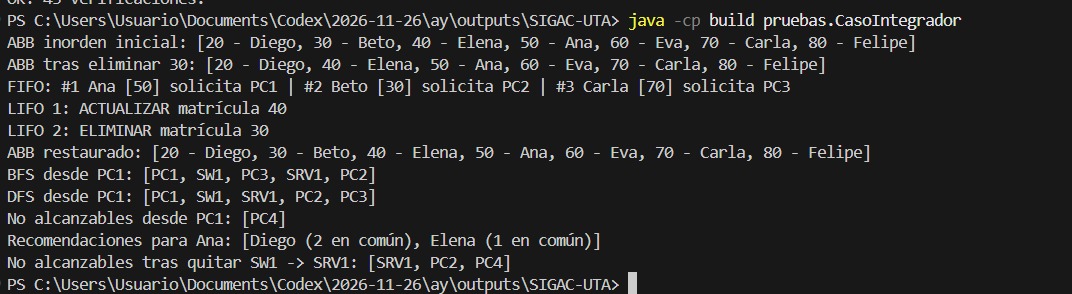 OK: 45 verificaciones.
PS C:\Users\Usuario\Documents\Codex\2026-11-26\ay\outputs\SIGAC-UTA> java -cp build pruebas.CasoIntegrador
ABB inorden inicial: [20 - Diego, 30 - Beto, 40 - Elena, 50 - Ana, 60 - Eva, 70 - Carla, 80 - Felipe]
ABB tras eliminar 30: [20 - Diego, 40 - Elena, 50 - Ana, 60 - Eva, 70 - Carla, 80 - Felipe]
FIFO: #1 Ana [50] solicita PC1 | #2 Beto [30] solicita PC2 | #3 Carla [70] solicita PC3
LIFO 1: ACTUALIZAR matrícula 40
LIFO 2: ELIMINAR matrícula 30
ABB restaurado: [20 - Diego, 30 - Beto, 40 - Elena, 50 - Ana, 60 - Eva, 70 - Carla, 80 - Felipe]
BFS desde PC1: [PC1, SW1, PC3, SRV1, PC2]
DFS desde PC1: [PC1, SW1, SRV1, PC2, PC3]
No alcanzables desde PC1: [PC4]
Recomendaciones para Ana: [Diego (2 en común), Elena (1 en común)]
No alcanzables tras quitar SW1 -> SRV1: [SRV1, PC2, PC4]
PS C:\Users\Usuario\Documents\Codex\2026-11-26\ay\outputs\SIGAC-UTA>